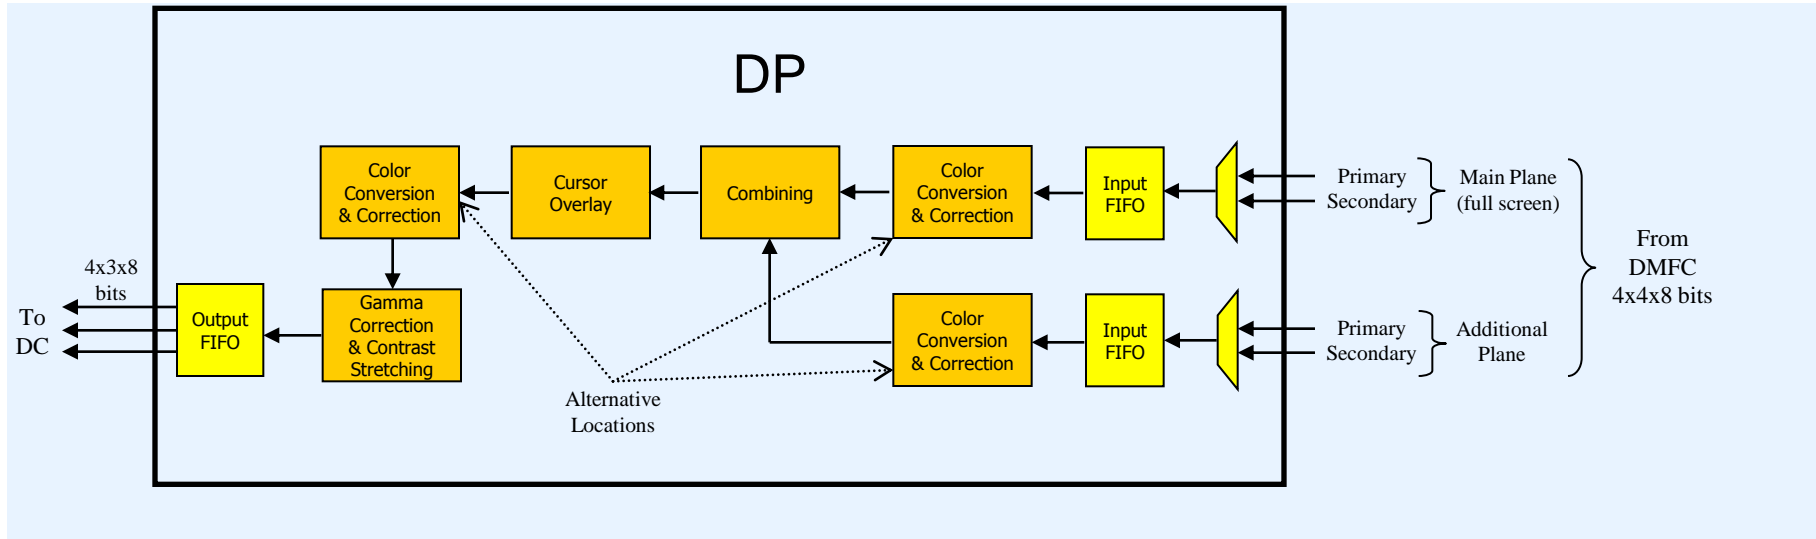 DP
Color
Conversion
& Correction
Cursor
Overlay
Combining
Color
Conversion
& Correction
Input
FIFO
Primary
Secondary
Main Plane
(full screen)
From
DMFC
4x4x8 bits
4x3x8
bits
To
DC
Output
FIFO
Gamma
Correction
& Contrast
Stretching
Color
Conversion
& Correction
Input
FIFO
Primary
Secondary
Additional
Plane
Alternative
Locations